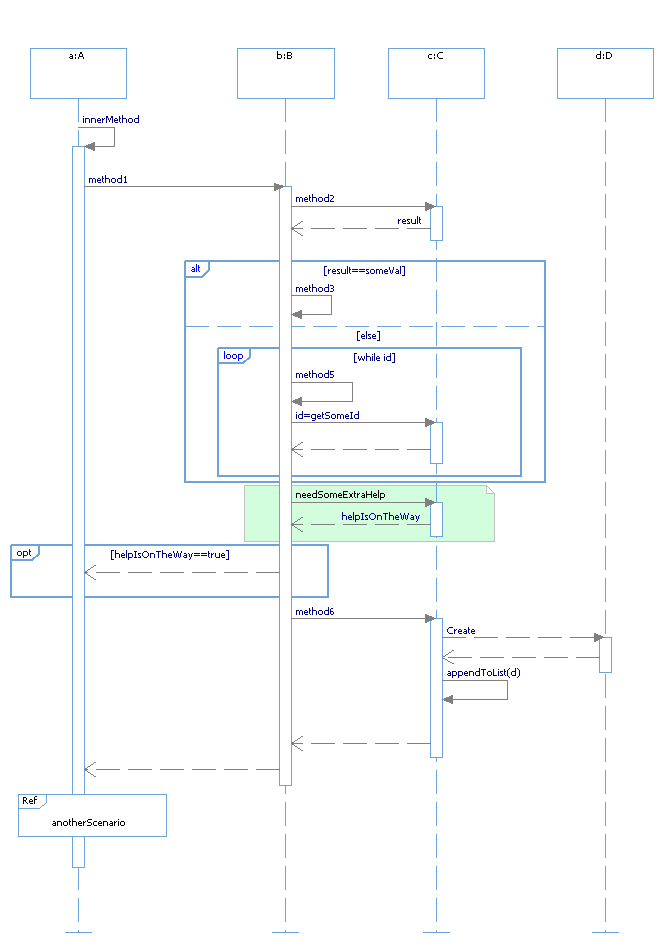 a:A
b:B
c:C
d:D
innerMethod
method1
method2
result
alt
[result==someVal]
method3
[else]
loop
[while id]
method5
id=getSomeId
needSomeExtraHelp
helpIsOnTheWay
opt
[helpIsOnTheWay==true]
method6
Create
appendToList(d)
Ref
anotherScenario